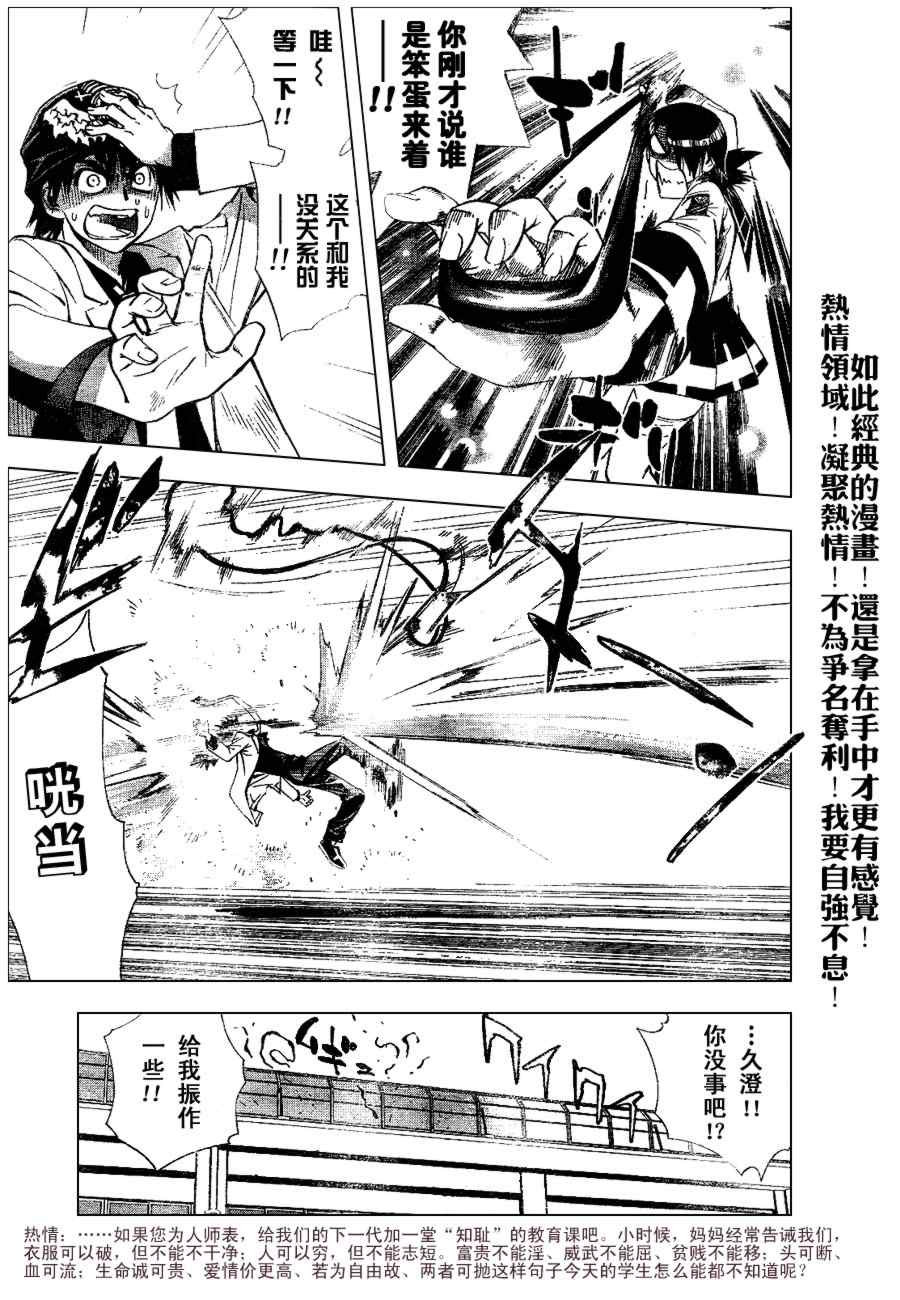 你刚才说谁
是笨蛋来着
——!!
哇～
等一下!!
这个和我
没关系的
——!!
咣当
…久澄!!
你没事吧!?
给我振作
一些!!
如此經典的漫畫！還是拿在手中才更有感覺！
熱情領域！凝聚熱情！不為爭名奪利！我要自強不息！
热情：……如果您为人师表，给我们的下一代加一堂“知耻”的教育课吧。小时候，妈妈经常告诫我们，
衣服可以破，但不能不干净；人可以穷，但不能志短。富贵不能淫、威武不能屈、贫贱不能移；头可断、
血可流；生命诚可贵、爱情价更高、若为自由故、两者可抛这样句子今天的学生怎么能都不知道呢？